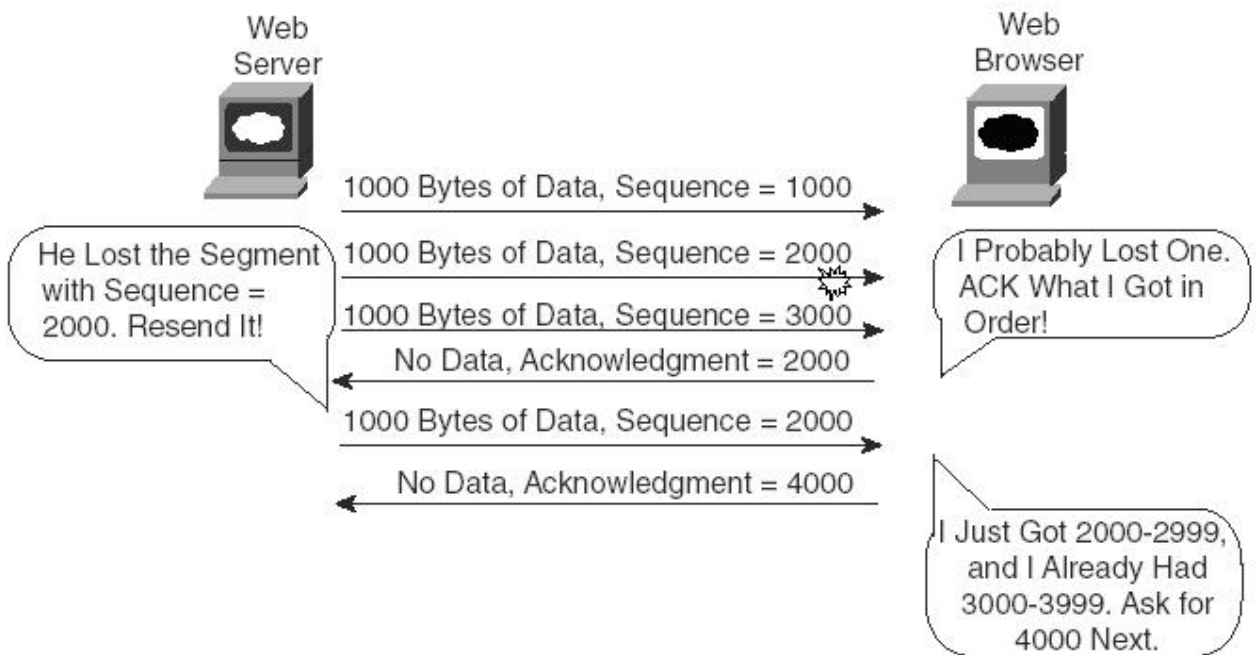 Web
Server
Web
Browser
1000 Bytes of Data, Sequence = 1000
He Lost the Segment
with Sequence =
2000. Resend It!
1000 Bytes of Data, Sequence = 2000
1000 Bytes of Data, Sequence = 3000
I Probably Lost One.
ACK What I Got in
Order!
No Data, Acknowledgment = 2000
1000 Bytes of Data, Sequence = 2000
No Data, Acknowledgment = 4000
I Just Got 2000-2999,
and I Already Had
3000-3999. Ask for
4000 Next.